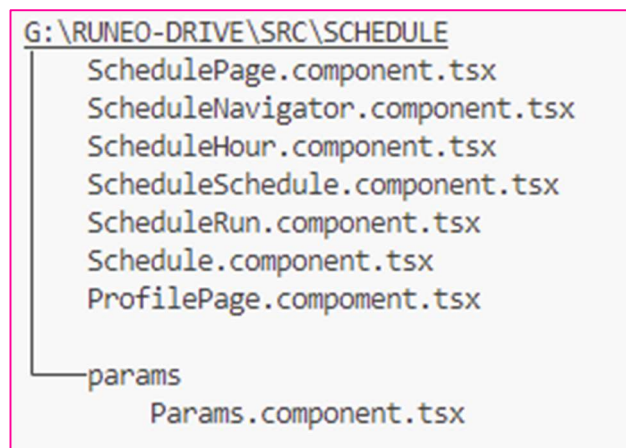 G:\RUNEO-DRIVE\SRC\SCHEDULE
SchedulePage.component.tsx
ScheduleNavigator.component.tsx
ScheduleHour.component.tsx
ScheduleSchedule.component.tsx
ScheduleRun.component.tsx
Schedule.component.tsx
ProfilePage.compoment.tsx
params
Params.component.tsx